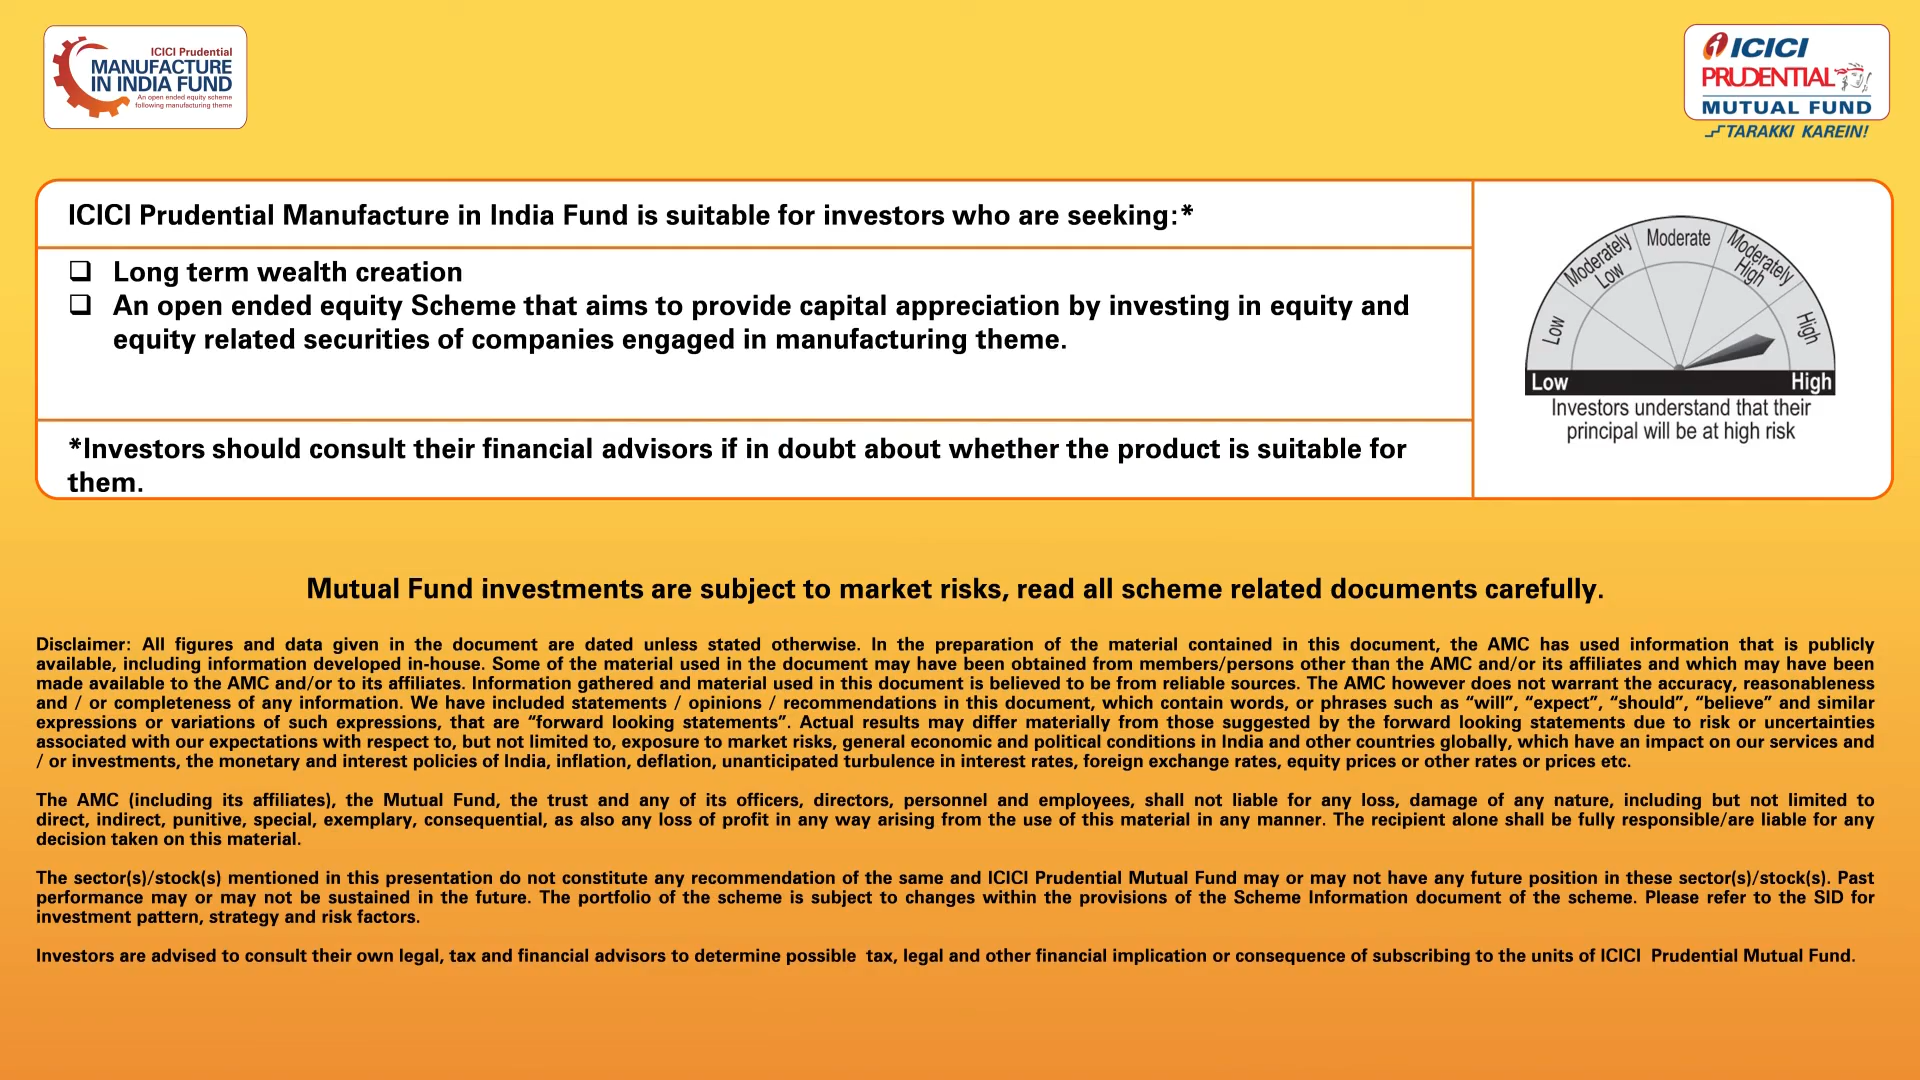 ICICI Prudential
MANUFACTURE
IN INDIA FUND
An open ended equity scheme
following manufacturing theme
ICICI
PRUDENTIAL
MUTUAL FUND
TARAKKI KAREIN!
ICICI Prudential Manufacture in India Fund is suitable for investors who are seeking:*
❑ Long term wealth creation
❑ An open ended equity Scheme that aims to provide capital appreciation by investing in equity and
equity related securities of companies engaged in manufacturing theme.
*Investors should consult their financial advisors if in doubt about whether the product is suitable for
them.
Low
Moderately
Low
Moderate
Moderately
High
High
Low
High
Investors understand that their
principal will be at high risk
Mutual Fund investments are subject to market risks, read all scheme related documents carefully.
Disclaimer: All figures and data given in the document are dated unless stated otherwise. In the preparation of the material contained in this document, the AMC has used information that is publicly
available, including information developed in-house. Some of the material used in the document may have been obtained from members/persons other than the AMC and/or its affiliates and which may have been
made available to the AMC and/or to its affiliates. Information gathered and material used in this document is believed to be from reliable sources. The AMC however does not warrant the accuracy, reasonableness
and / or completeness of any information. We have included statements / opinions / recommendations in this document, which contain words, or phrases such as “will”, “expect”, “should”, “believe” and similar
expressions or variations of such expressions, that are “forward looking statements”. Actual results may differ materially from those suggested by the forward looking statements due to risk or uncertainties
associated with our expectations with respect to, but not limited to, exposure to market risks, general economic and political conditions in India and other countries globally, which have an impact on our services and
/ or investments, the monetary and interest policies of India, inflation, deflation, unanticipated turbulence in interest rates, foreign exchange rates, equity prices or other rates or prices etc.
The AMC (including its affiliates), the Mutual Fund, the trust and any of its officers, directors, personnel and employees, shall not liable for any loss, damage of any nature, including but not limited to
direct, indirect, punitive, special, exemplary, consequential, as also any loss of profit in any way arising from the use of this material in any manner. The recipient alone shall be fully responsible/are liable for any
decision taken on this material.
The sector(s)/stock(s) mentioned in this presentation do not constitute any recommendation of the same and ICICI Prudential Mutual Fund may or may not have any future position in these sector(s)/stock(s). Past
performance may or may not be sustained in the future. The portfolio of the scheme is subject to changes within the provisions of the Scheme Information document of the scheme. Please refer to the SID for
investment pattern, strategy and risk factors.
Investors are advised to consult their own legal, tax and financial advisors to determine possible tax, legal and other financial implication or consequence of subscribing to the units of ICICI Prudential Mutual Fund.